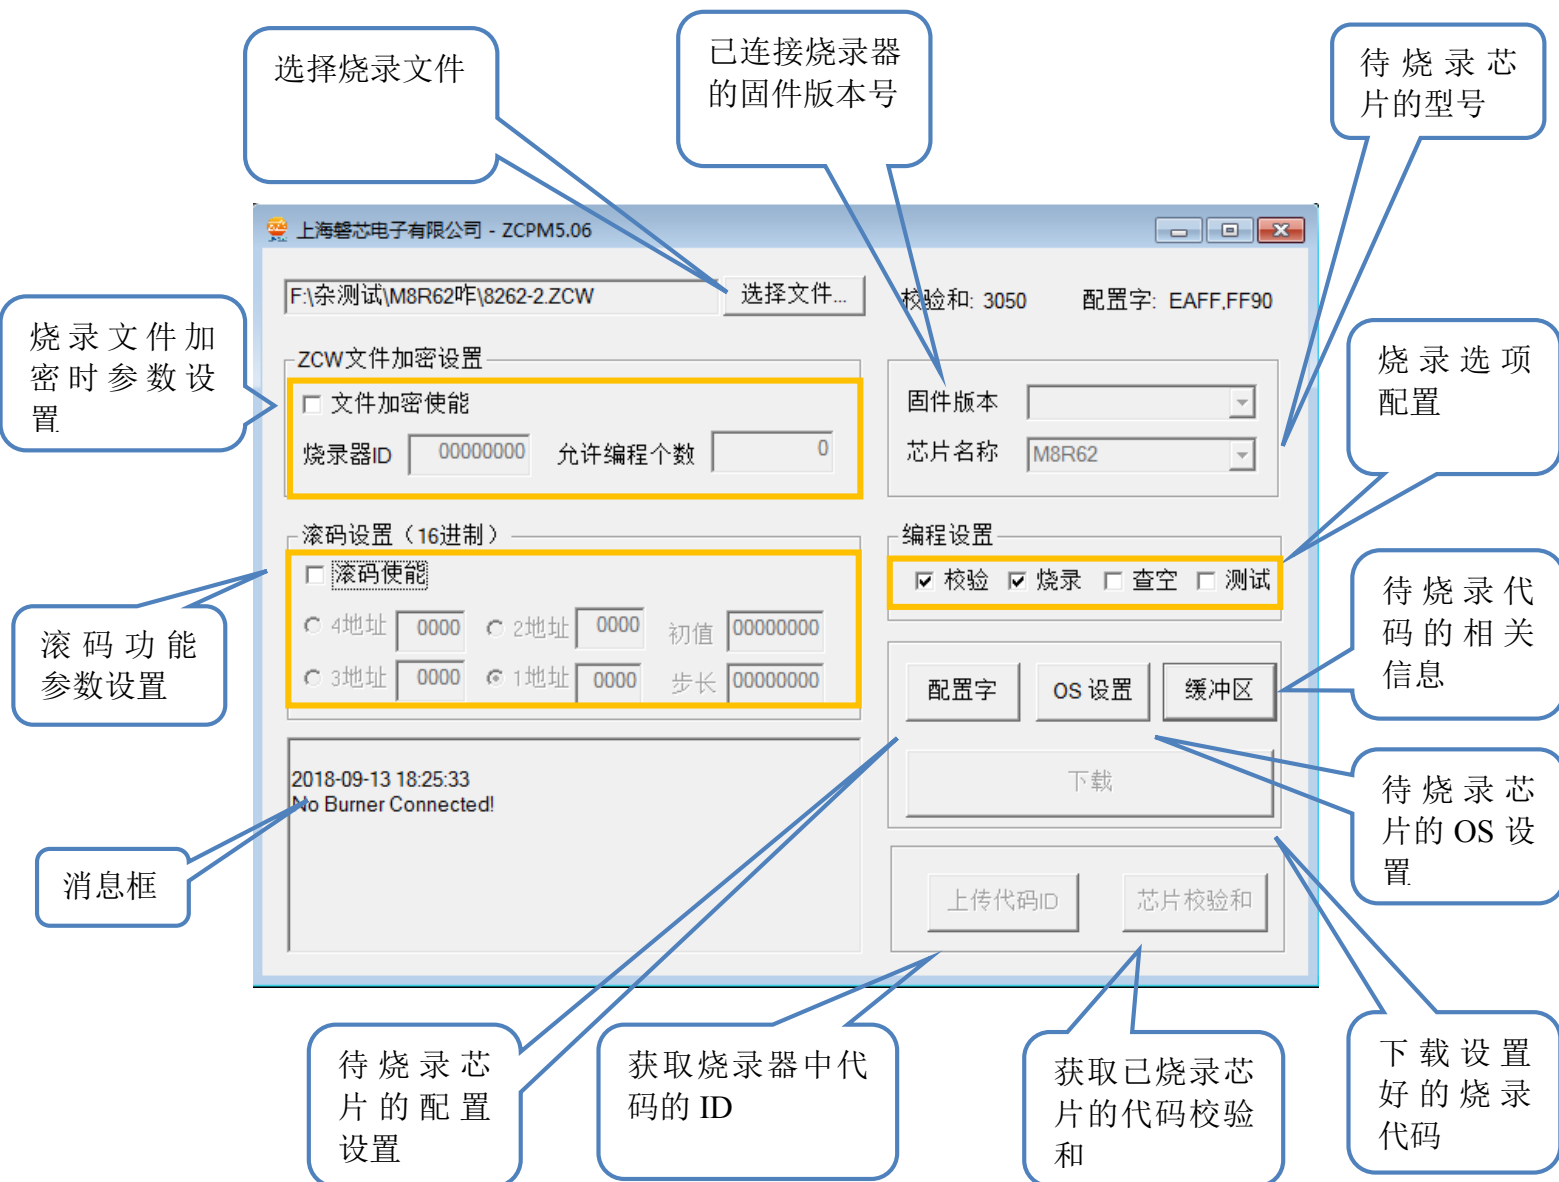 选择烧录文件
已连接烧录器
的固件版本号
待烧录芯
片的型号
上海磐芯电子有限公司 - ZCPM5.06
F:\杂测试\M8R62咋\8262-2.ZCW
选择文件...
校验和: 3050
配置字: EAFF,FF90
烧录文件加
密时参数设
置
ZCW文件加密设置
文件加密使能
烧录器ID
00000000
允许编程个数
0
固件版本
芯片名称
M8R62
烧录选项
配置
滚码设置（16进制）
滚码使能
4地址
0000
2地址
0000
初值
00000000
3地址
0000
1地址
0000
步长
00000000
编程设置
校验
烧录
查空
测试
滚码功能
参数设置
待烧录代
码的相关
信息
配置字
OS 设置
缓冲区
下载
2018-09-13 18:25:33
No Burner Connected!
待烧录芯
片的 OS 设
置
消息框
上传代码ID
芯片校验和
待烧录芯
片的配置
设置
获取烧录器中代
码的 ID
获取已烧录芯
片的代码校验
和
下载设置
好的烧录
代码